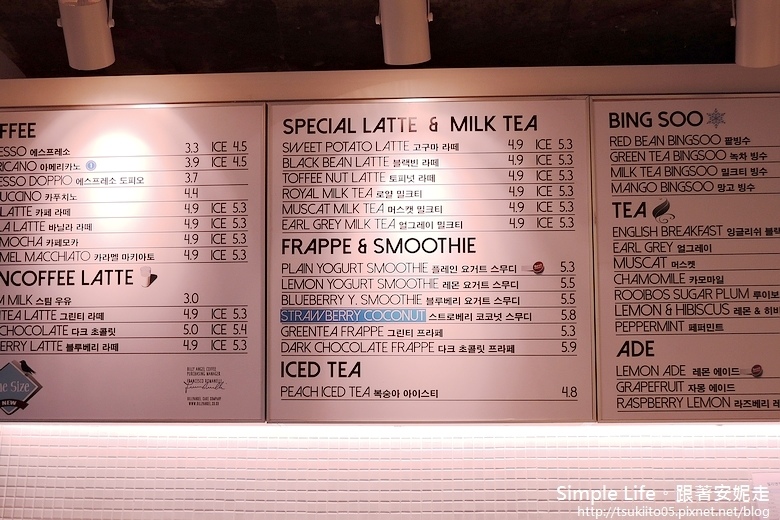 FFEE
ESSO 에스프레소 3.3 ICE 4.5
RICANO 아메리카노 3.9 ICE 4.5
ESSO DOPPIO 에스프레소 도피오 3.7
UCCINO 카푸치노 4.4
LATTE 카페 라떼 4.9 ICE 5.3
LA LATTE 바닐라 라떼 4.9 ICE 5.3
MOCHA 카페모카 4.9 ICE 5.3
MEL MACCHIATO 카라멜 마키아토 4.9 ICE 5.3
NCOFFEE LATTE
M MILK 스팀 우유 3.0
NTEA LATTE 그린티 라떼 4.9 ICE 5.3
CHOCOLATE 다크 초콜릿 5.0 ICE 5.4
ERRY LATTE 블루베리 라떼 4.9 ICE 5.3
ne Size
NEW
BILLY ANGEL COFFEE
SPECIAL LATTE & MILK TEA
SWEET POTATO LATTE 고구마 라떼 4.9 ICE 5.3
BLACK BEAN LATTE 블랙빈 라떼 4.9 ICE 5.3
TOFFEE NUT LATTE 토피넛 라떼 4.9 ICE 5.3
ROYAL MILK TEA 로얄 밀크티 4.9 ICE 5.3
MUSCAT MILK TEA 머스캣 밀크티 4.9 ICE 5.3
EARL GREY MILK TEA 얼그레이 밀크티 4.9 ICE 5.3
FRAPPE & SMOOTHIE
PLAIN YOGURT SMOOTHIE 플레인 요거트 스무디 5.3
LEMON YOGURT SMOOTHIE 레몬 요거트 스무디 5.5
BLUEBERRY Y. SMOOTHIE 블루베리 요거트 스무디 5.5
STRAWBERRY COCONUT 스트로베리 코코넛 스무디 5.8
GREENTEA FRAPPE 그린티 프라페 5.3
DARK CHOCOLATE FRAPPE 다크 초콜릿 프라페 5.9
ICED TEA
PEACH ICED TEA 복숭아 아이스티 4.8
BING SOO
RED BEAN BINGSOO 팥빙수
GREEN TEA BINGSOO 녹차 빙수
MILK TEA BINGSOO 밀크티 빙수
MANGO BINGSOO 망고 빙수
TEA
ENGLISH BREAKFAST 잉글리쉬 블랙
EARL GREY 얼그레이
MUSCAT 머스켓
CHAMOMILE 카모마일
ROOIBOS SUGAR PLUM 루이보
LEMON & HIBISCUS 레몬 & 히비
PEPPERMINT 페퍼민트
ADE
LEMON ADE 레몬 에이드
GRAPEFRUIT 자몽 에이드
RASPBERRY LEMON 라즈베리 레
Simple Life。跟著安妮走
http://tsukiito05.pixnet.net/blog